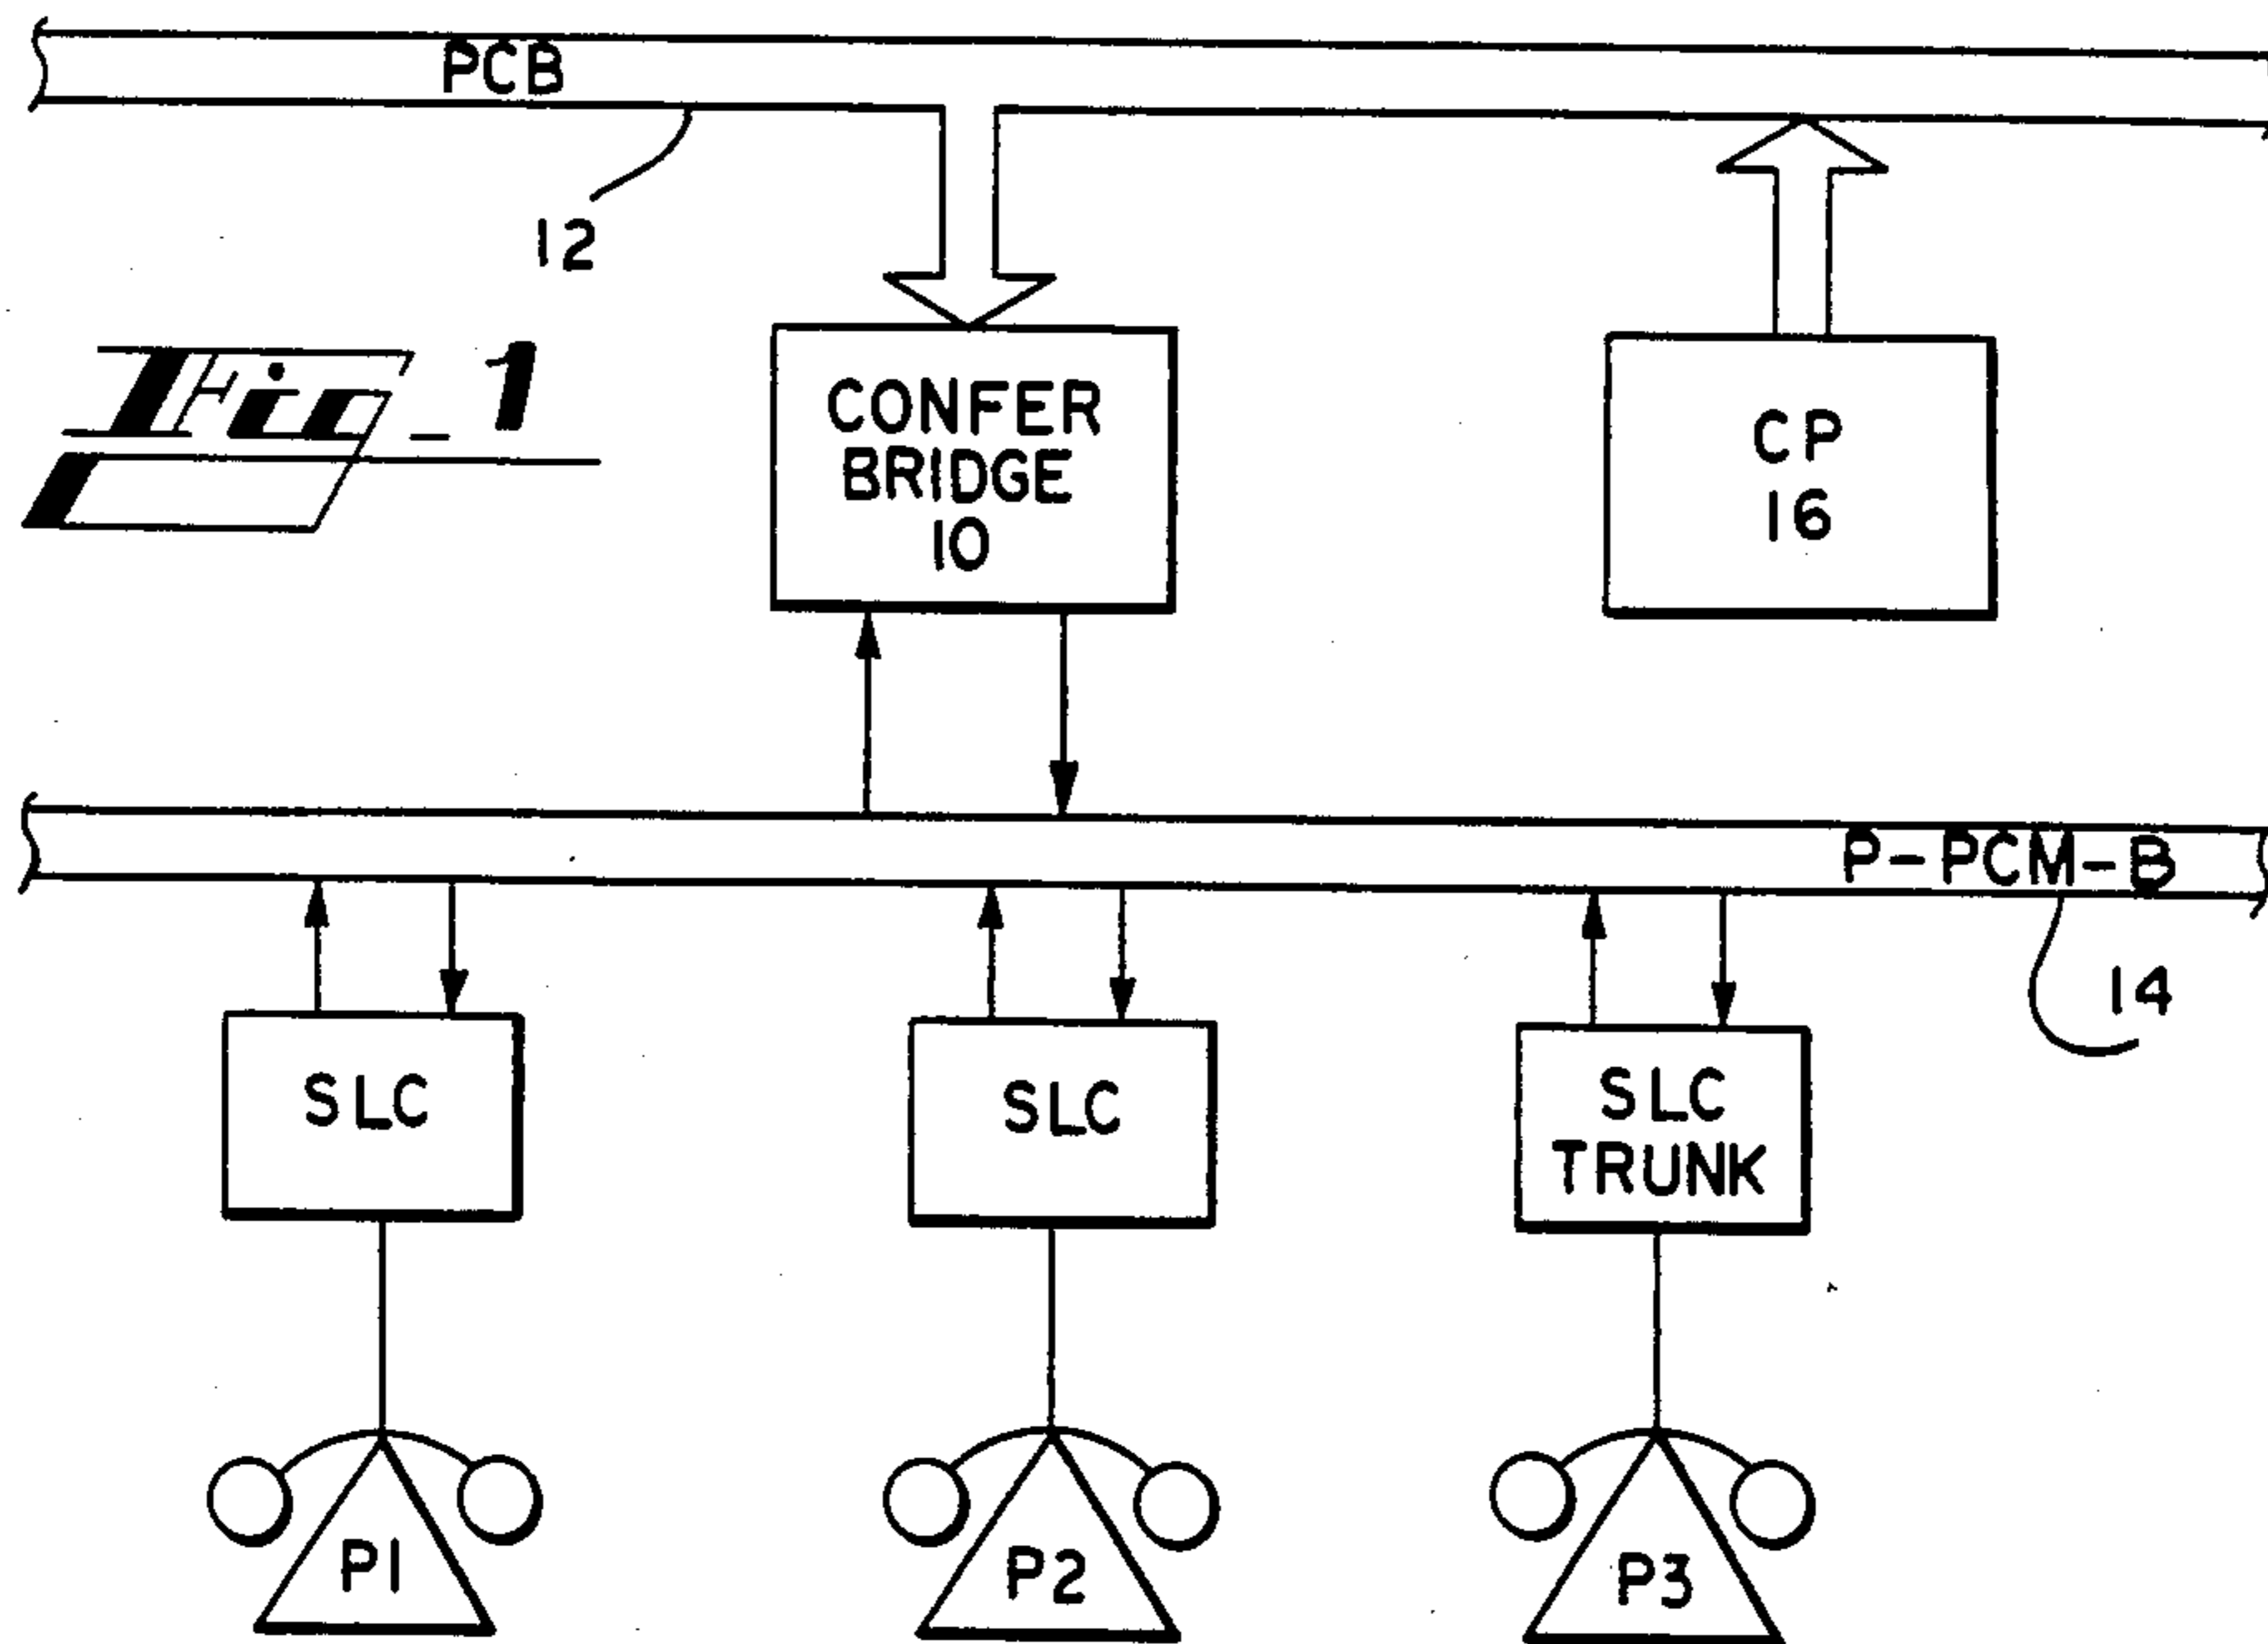 PCB
12
Fig_1
CONFER
BRIDGE
10
CP
16
P-PCM-B
14
SLC
SLC
SLC
TRUNK
P1
P2
P3